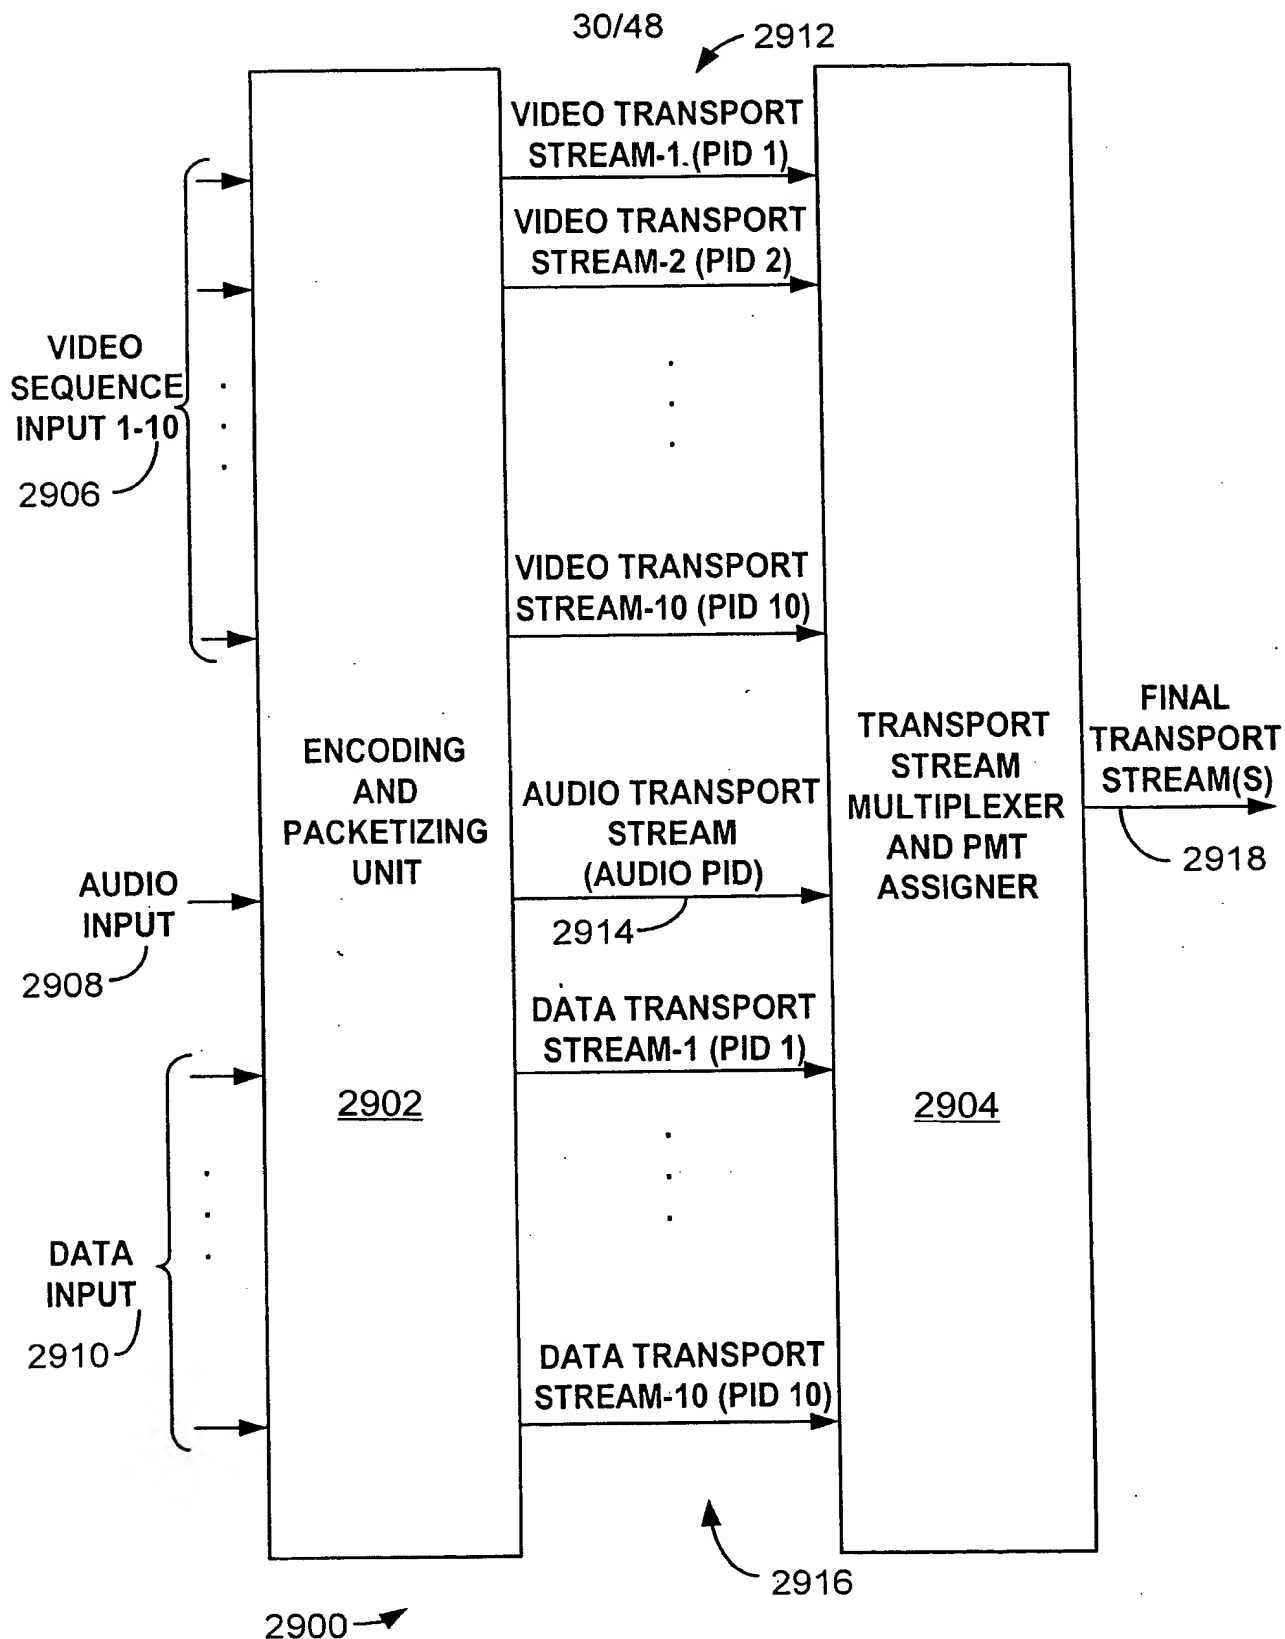 30/48
2912
VIDEO TRANSPORT
STREAM-1.(PID 1)
VIDEO TRANSPORT
STREAM-2 (PID 2)
VIDEO
SEQUENCE
INPUT 1-10
2906
VIDEO TRANSPORT
STREAM-10 (PID 10)
ENCODING
AND
PACKETIZING
UNIT
2902
AUDIO TRANSPORT
STREAM
(AUDIO PID)
2914
TRANSPORT
STREAM
MULTIPLEXER
AND PMT
ASSIGNER
2904
FINAL
TRANSPORT
STREAM(S)
2918
AUDIO
INPUT
2908
DATA TRANSPORT
STREAM-1 (PID 1)
DATA
INPUT
2910
DATA TRANSPORT
STREAM-10 (PID 10)
2916
2900